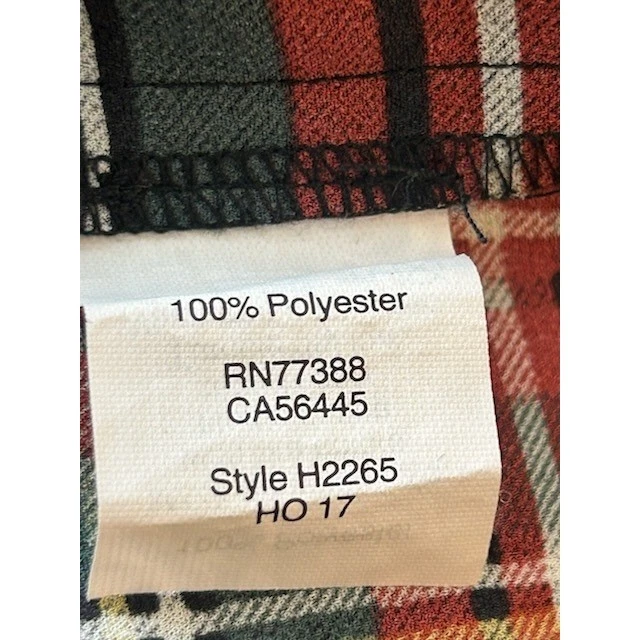 100% Polyester
RN77388
CA56445
Style H2265
HO 17